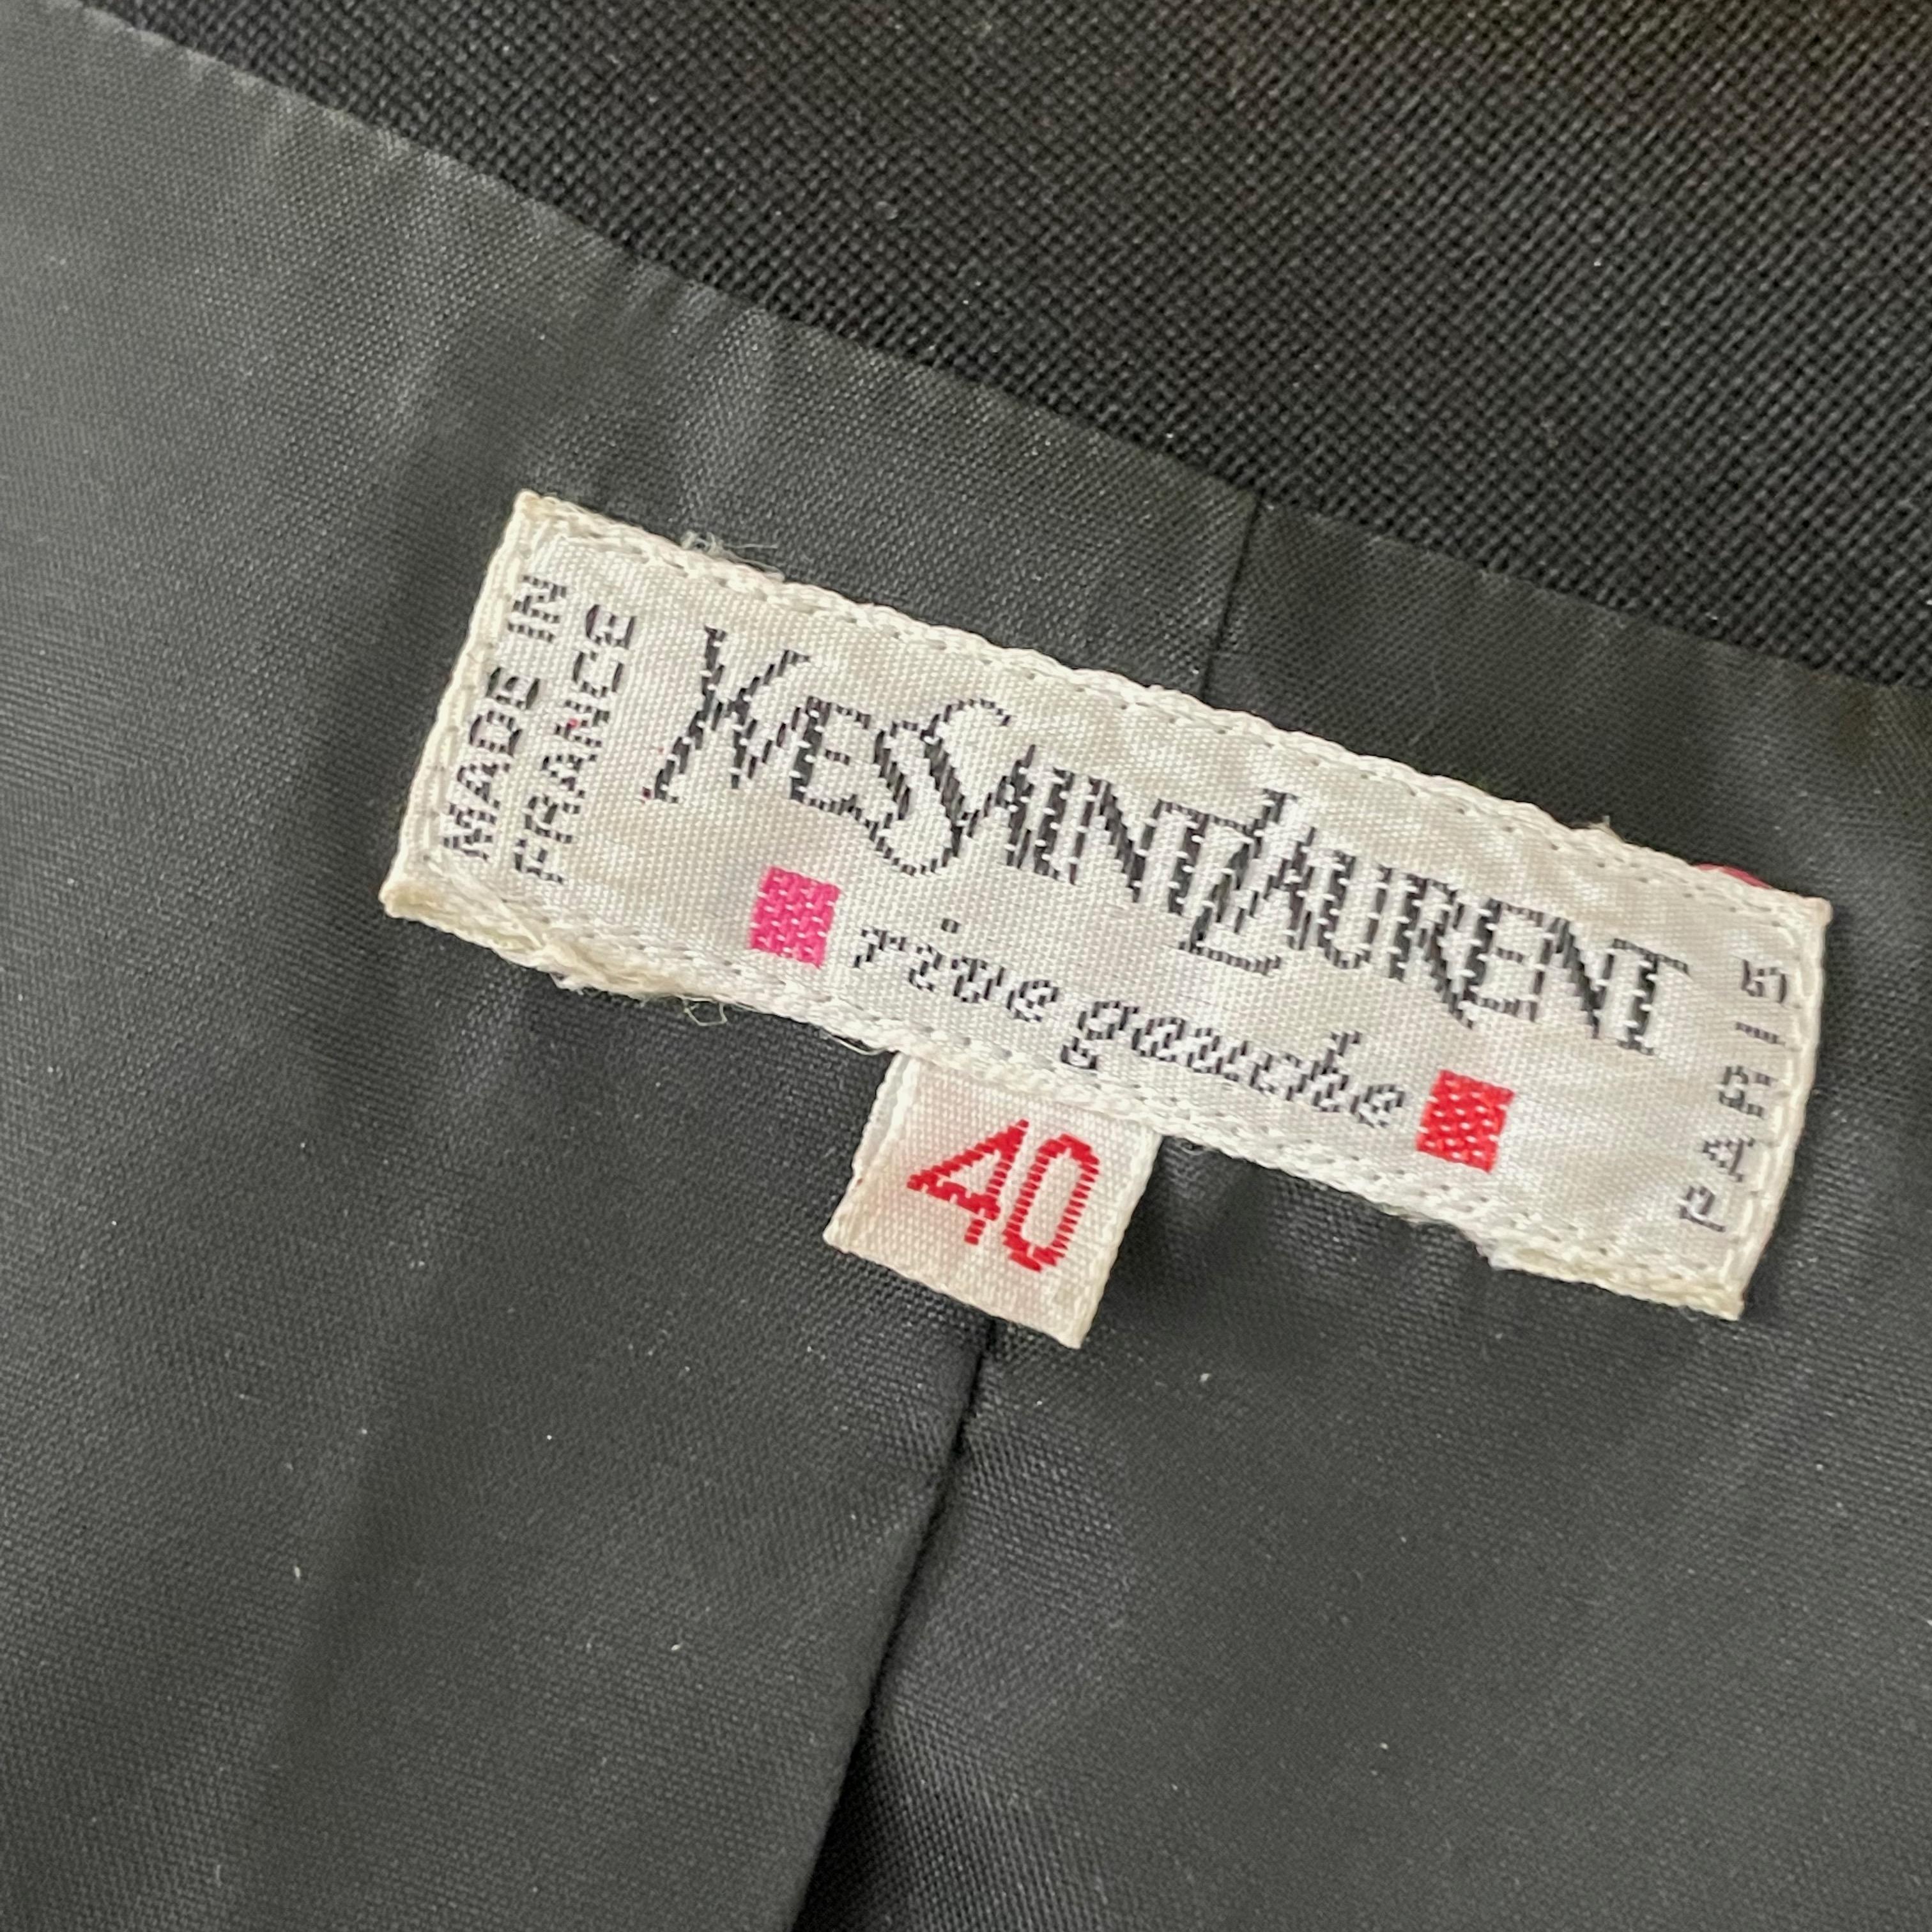 MADE IN
FRANCE
YVESSAINTLAURENT
rive gauche
PARIS
40